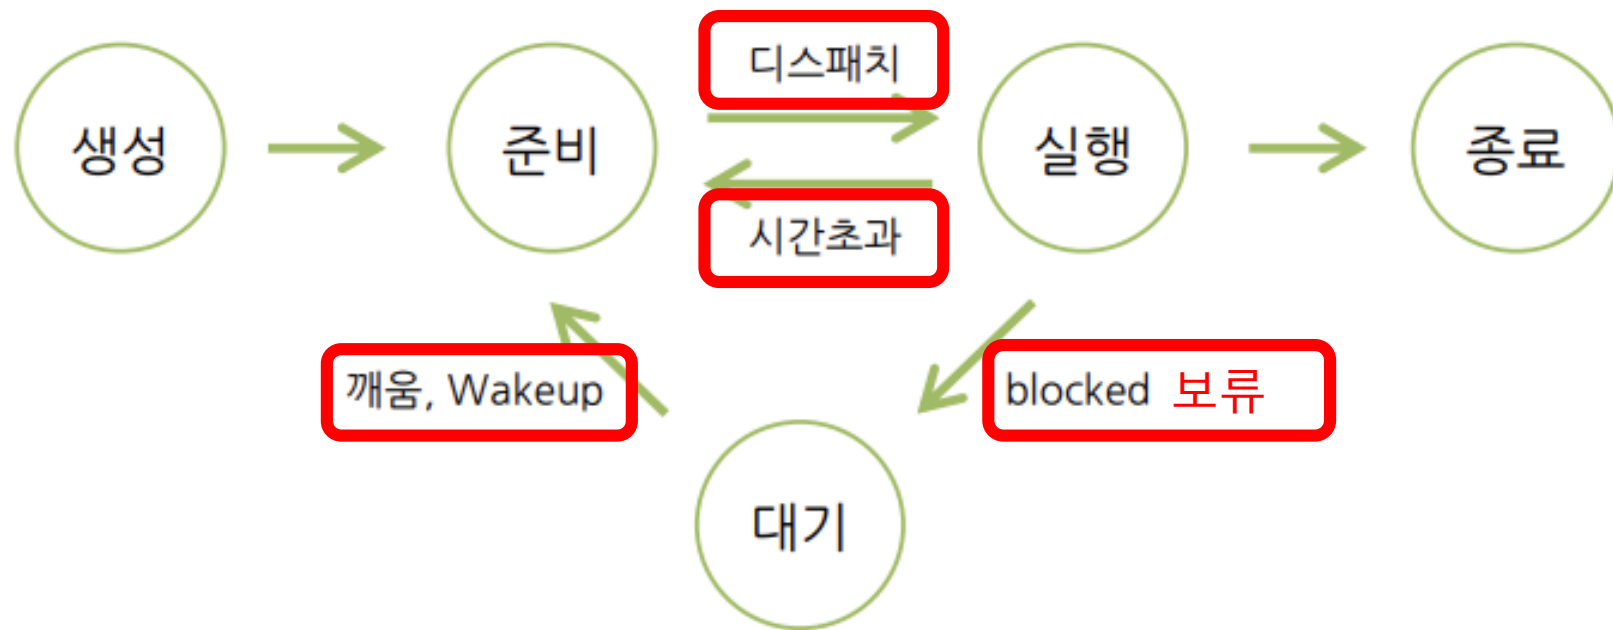 디스패치
생성
준비
실행
종료
시간초과
깨움, Wakeup
blocked 보류
대기